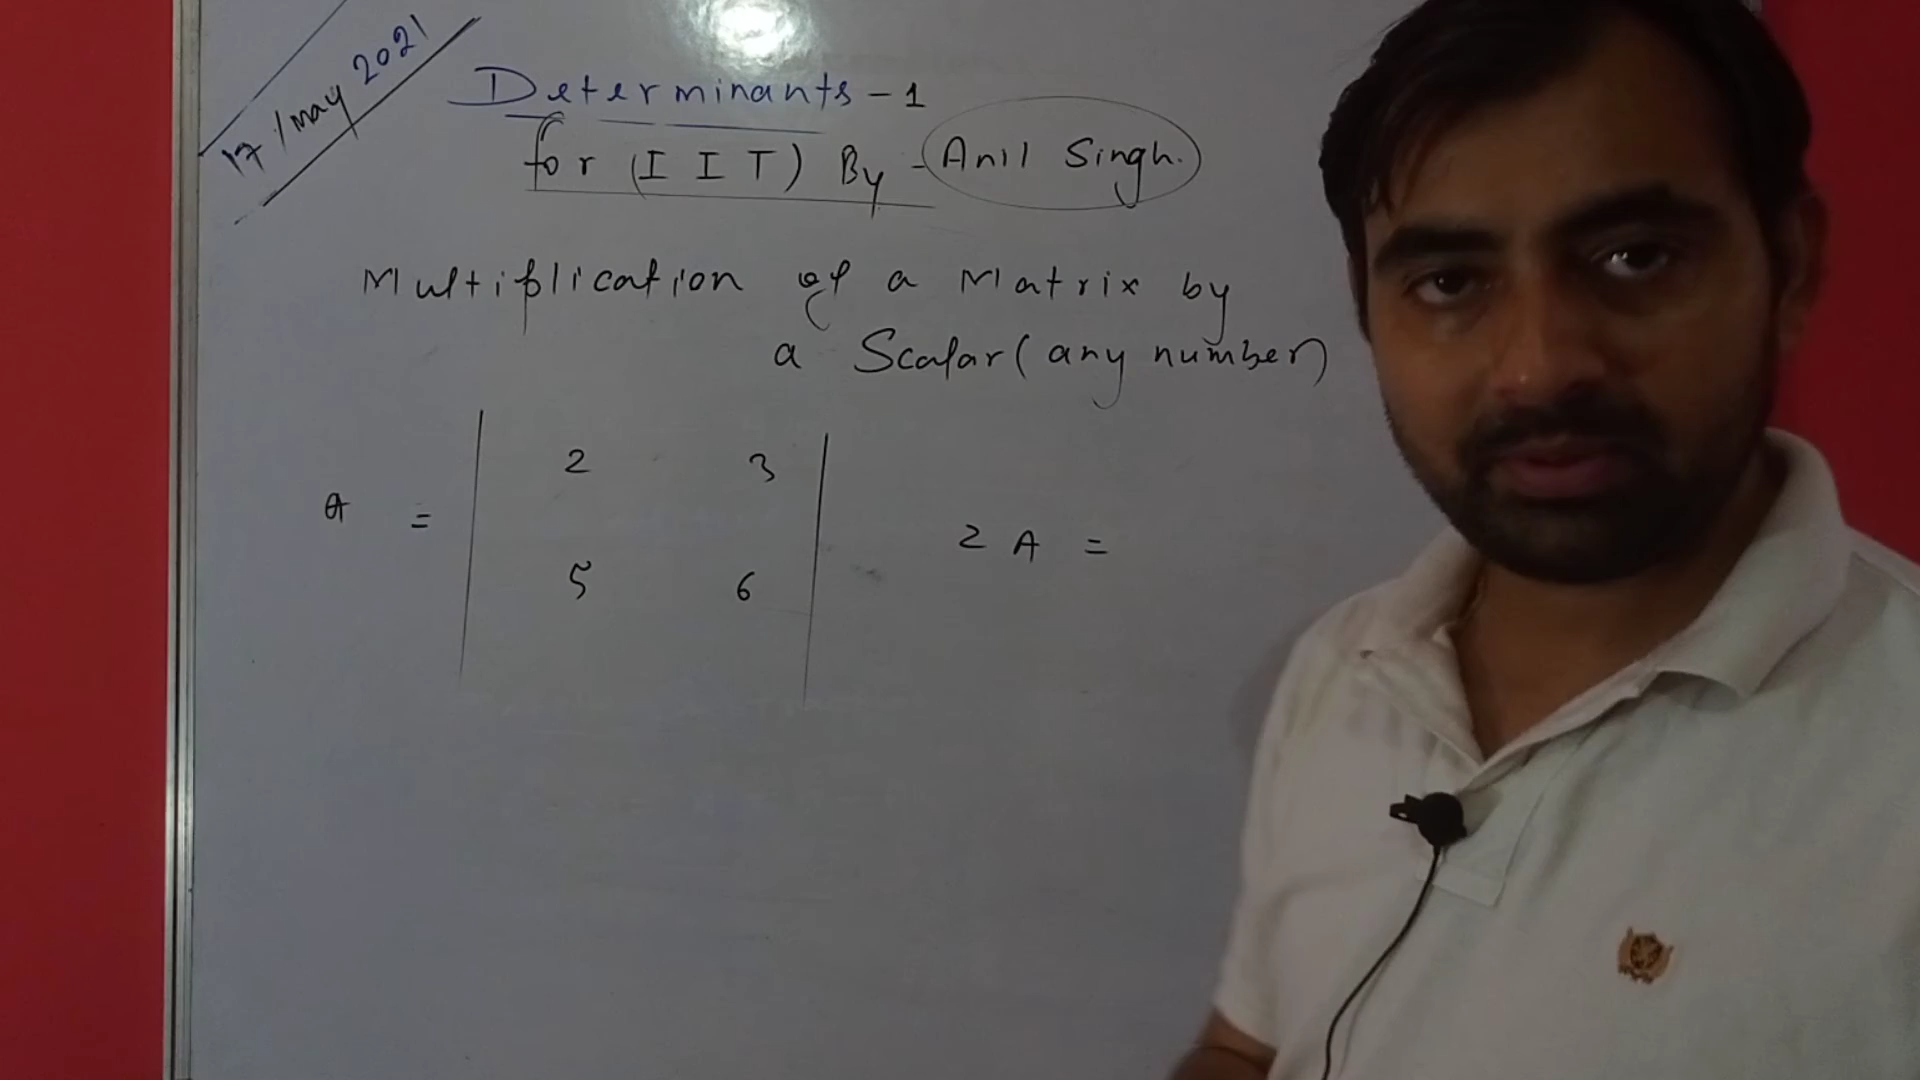 17/May 2021
Determinants-1
for (IIT) By - Anil Singh.
Multiplication of a Matrix by
a Scalar (any number)
A = | 2 3 |
| 5 6 |
2 A =